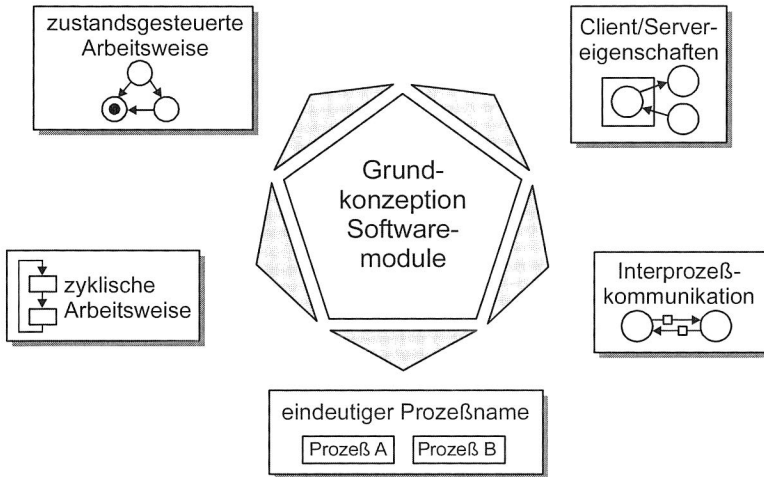 zustandsgesteuerte
Arbeitsweise
Client/Server-
eigenschaften
Grund-
konzeption
Software-
module
zyklische
Arbeitsweise
Interprozeß-
kommunikation
eindeutiger Prozeßname
Prozeß A
Prozeß B